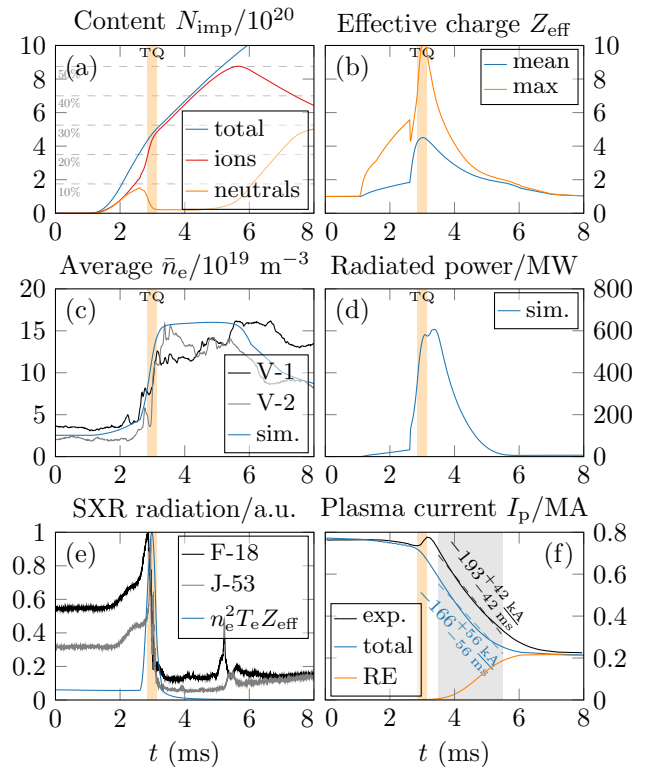 Content N_imp/10^20
Effective charge Z_eff
10
8
6
4
2
0
(a)
TQ
50%
40%
30%
20%
10%
total
ions
neutrals
0 2 4 6 8
(b)
TQ
mean
max
10
8
6
4
2
0
0 2 4 6 8
Average n̄_e/10^19 m^−3
Radiated power/MW
20
15
10
5
0
(c)
TQ
V-1
V-2
sim.
0 2 4 6 8
(d)
TQ
sim.
800
600
400
200
0
0 2 4 6 8
SXR radiation/a.u.
Plasma current I_p/MA
1
0.8
0.6
0.4
0.2
0
(e)
F-18
J-53
n_e^2 T_e Z_eff
0 2 4 6 8
t (ms)
(f)
−193 +42 −42 kA/ms
−166 +56 −56 kA/ms
exp.
total
RE
0.8
0.6
0.4
0.2
0
0 2 4 6 8
t (ms)